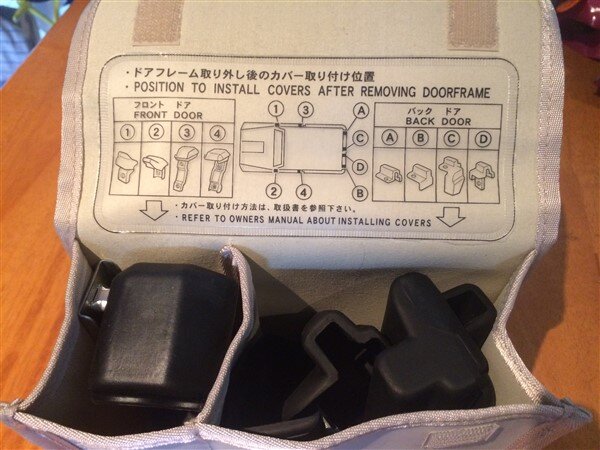 ・ドアフレーム取り外し後のカバー取り付け位置
・POSITION TO INSTALL COVERS AFTER REMOVING DOORFRAME
フロント ドア
FRONT DOOR
① ② ③ ④
① ③ Ⓐ
Ⓒ
Ⓓ
② ④ Ⓑ
バック ドア
BACK DOOR
Ⓐ Ⓑ Ⓒ Ⓓ
・カバー取り付け方法は、取扱書を参照下さい。
・REFER TO OWNERS MANUAL ABOUT INSTALLING COVERS